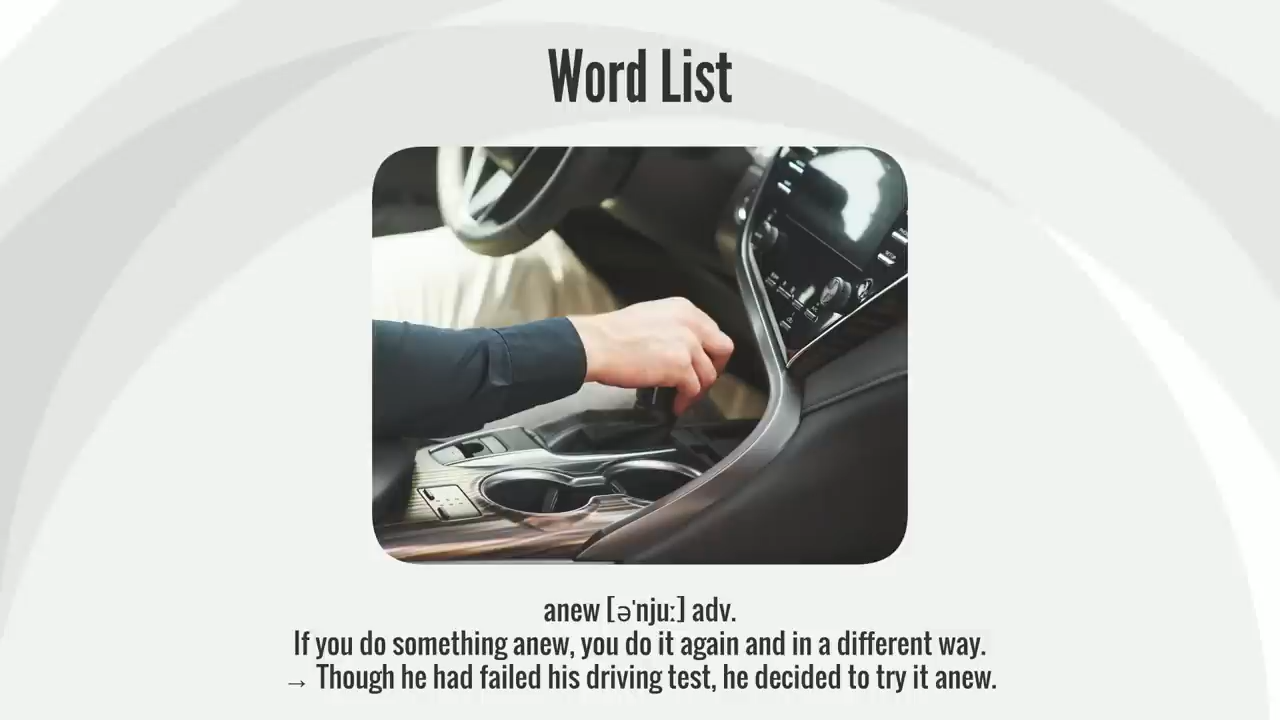 Word List
anew [ə'njuː] adv.
If you do something anew, you do it again and in a different way.
→ Though he had failed his driving test, he decided to try it anew.